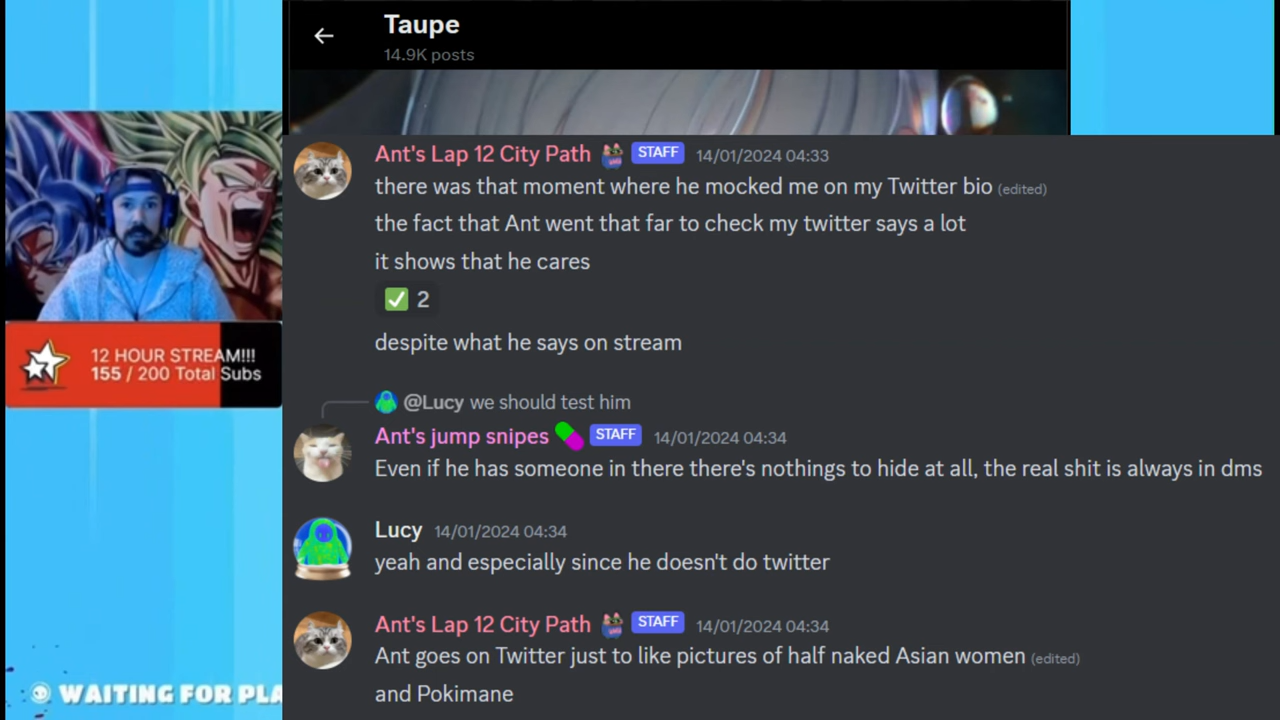 Taupe
14.9K posts
Ant's Lap 12 City Path STAFF 14/01/2024 04:33
there was that moment where he mocked me on my Twitter bio (edited)
the fact that Ant went that far to check my twitter says a lot
it shows that he cares
✅ 2
despite what he says on stream
@Lucy we should test him
Ant's jump snipes STAFF 14/01/2024 04:34
Even if he has someone in there there's nothings to hide at all, the real shit is always in dms
Lucy 14/01/2024 04:34
yeah and especially since he doesn't do twitter
Ant's Lap 12 City Path STAFF 14/01/2024 04:34
Ant goes on Twitter just to like pictures of half naked Asian women (edited)
and Pokimane
12 HOUR STREAM!!!
155 / 200 Total Subs
WAITING FOR PLA